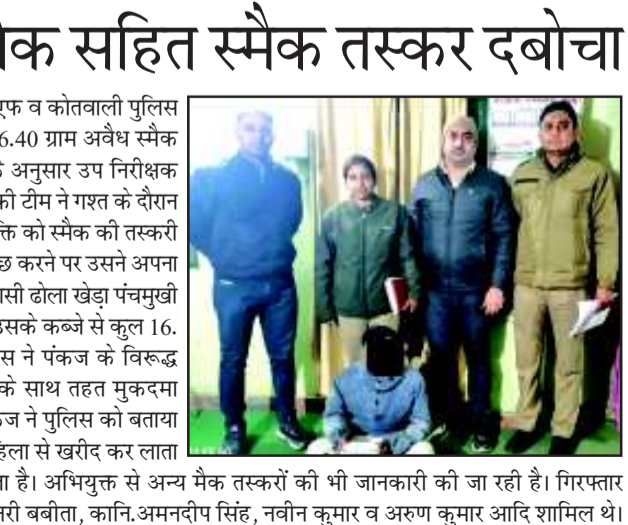 सहित स्मैक तस्कर दबोचा
व कोतवाली पुलिस
6.40 ग्राम अवैध स्मैक
अनुसार उप निरीक्षक
की टीम ने गश्त के दौरान
को स्मैक की तस्करी
करने पर उसने अपना
ढोला खेड़ा पंचमुखी
उसके कब्जे से कुल 16.
ने पंकज के विरूद्ध
के साथ तहत मुकदमा
ने पुलिस को बताया
से खरीद कर लाता
है। अभियुक्त से अन्य मैक तस्करों की भी जानकारी की जा रही है। गिरफ्तार
बबीता, कानि.अमनदीप सिंह, नवीन कुमार व अरुण कुमार आदि शामिल थे।